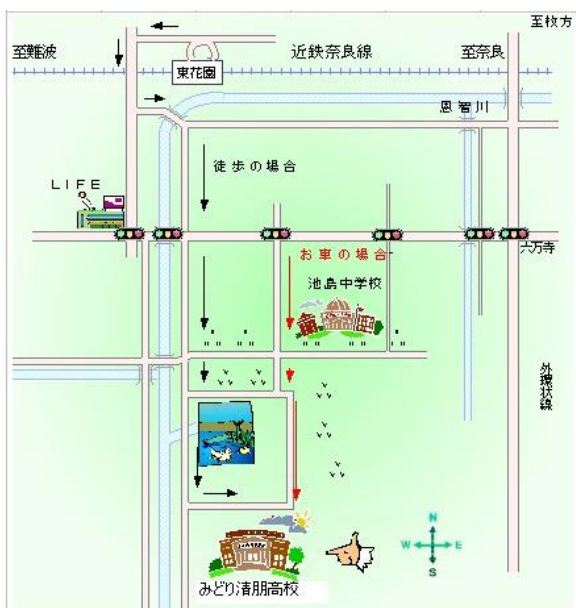 至枚方
至難波
近鉄奈良線
至奈良
東花園
恩智川
徒歩の場合
LIFE
六万寺
お車の場合
池島中学校
外環状線
N
W
E
S
みどり清朋高校